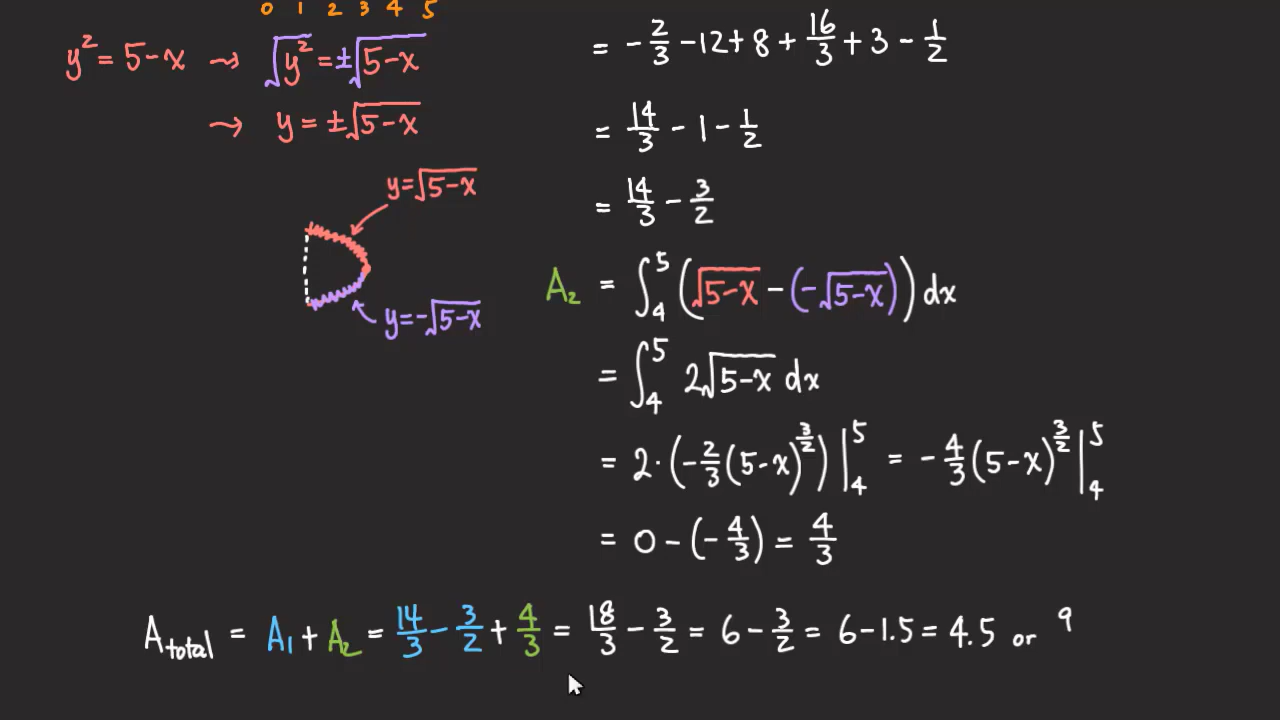 0 1 2 3 4 5
y² = 5-x → √y² = ±√5-x
→ y = ±√5-x
y=√5-x
y=-√5-x
= -2/3 -12+8+ 16/3 +3 - 1/2
= 14/3 - 1 - 1/2
= 14/3 - 3/2
A₂ = ∫₄⁵ (√5-x - (-√5-x)) dx
= ∫₄⁵ 2√5-x dx
= 2·(-2/3(5-x)^3/2)|₄⁵ = -4/3(5-x)^3/2|₄⁵
= 0 - (-4/3) = 4/3
A_total = A₁ + A₂ = 14/3 - 3/2 + 4/3 = 18/3 - 3/2 = 6 - 3/2 = 6 - 1.5 = 4.5 or 9